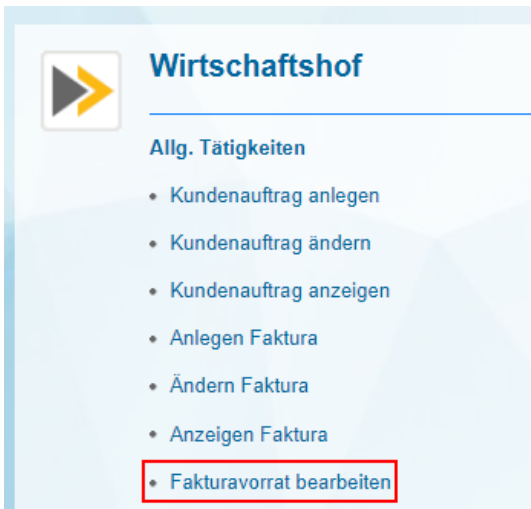 Wirtschaftshof
Allg. Tätigkeiten
Kundenauftrag anlegen
Kundenauftrag ändern
Kundenauftrag anzeigen
Anlegen Faktura
Ändern Faktura
Anzeigen Faktura
Fakturavorrat bearbeiten